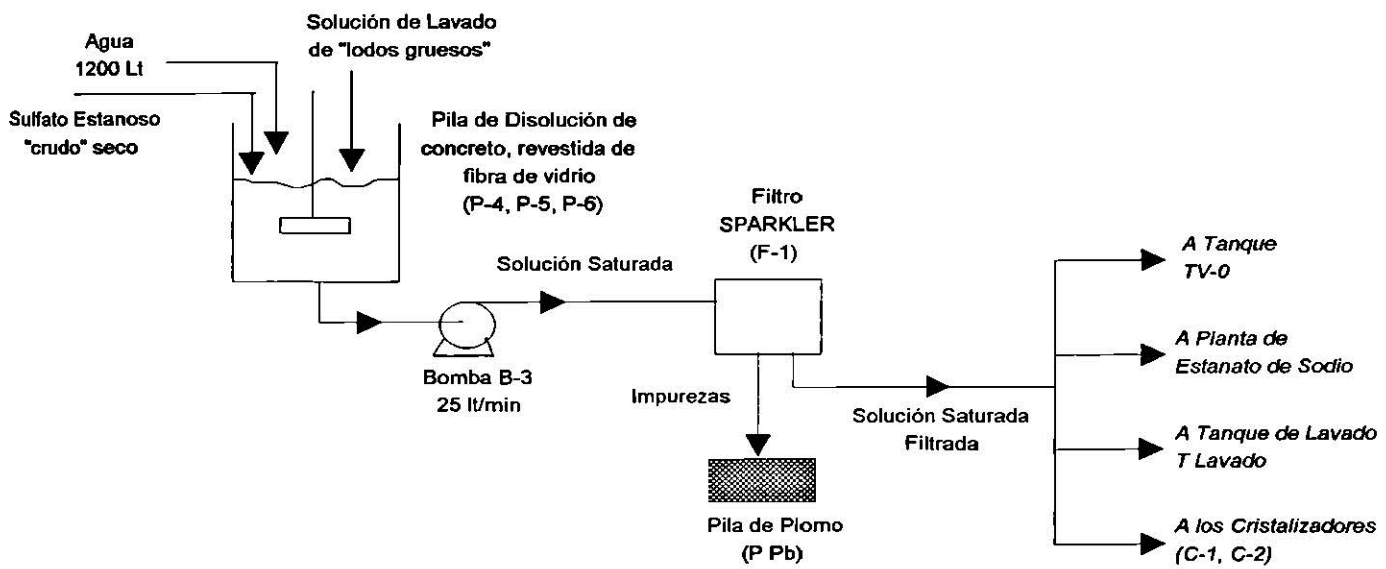 Solución de Lavado
de "lodos gruesos"
Agua
1200 Lt
Sulfato Estanoso
"crudo" seco
Pila de Disolución de
concreto, revestida de
fibra de vidrio
(P-4, P-5, P-6)
Filtro
SPARKLER
(F-1)
Solución Saturada
Bomba B-3
25 lt/min
Impurezas
Solución Saturada
Filtrada
Pila de Plomo
(P Pb)
A Tanque
TV-0
A Planta de
Estanato de Sodio
A Tanque de Lavado
T Lavado
A los Cristalizadores
(C-1, C-2)